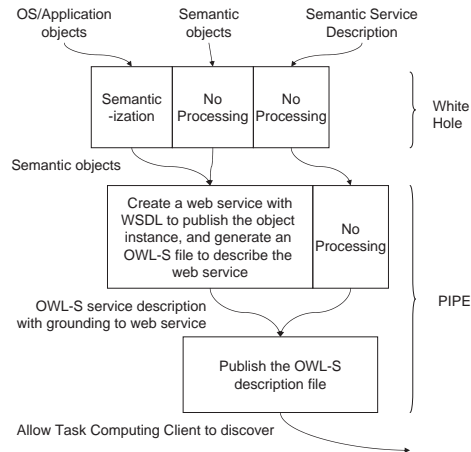 OS/Application
objects
Semantic
objects
Semantic Service
Description
Semantic
-ization
No
Processing
No
Processing
White
Hole
Semantic objects
Create a web service with
WSDL to publish the object
instance, and generate an
OWL-S file to describe the
web service
No
Processing
OWL-S service description
with grounding to web service
PIPE
Publish the OWL-S
description file
Allow Task Computing Client to discover